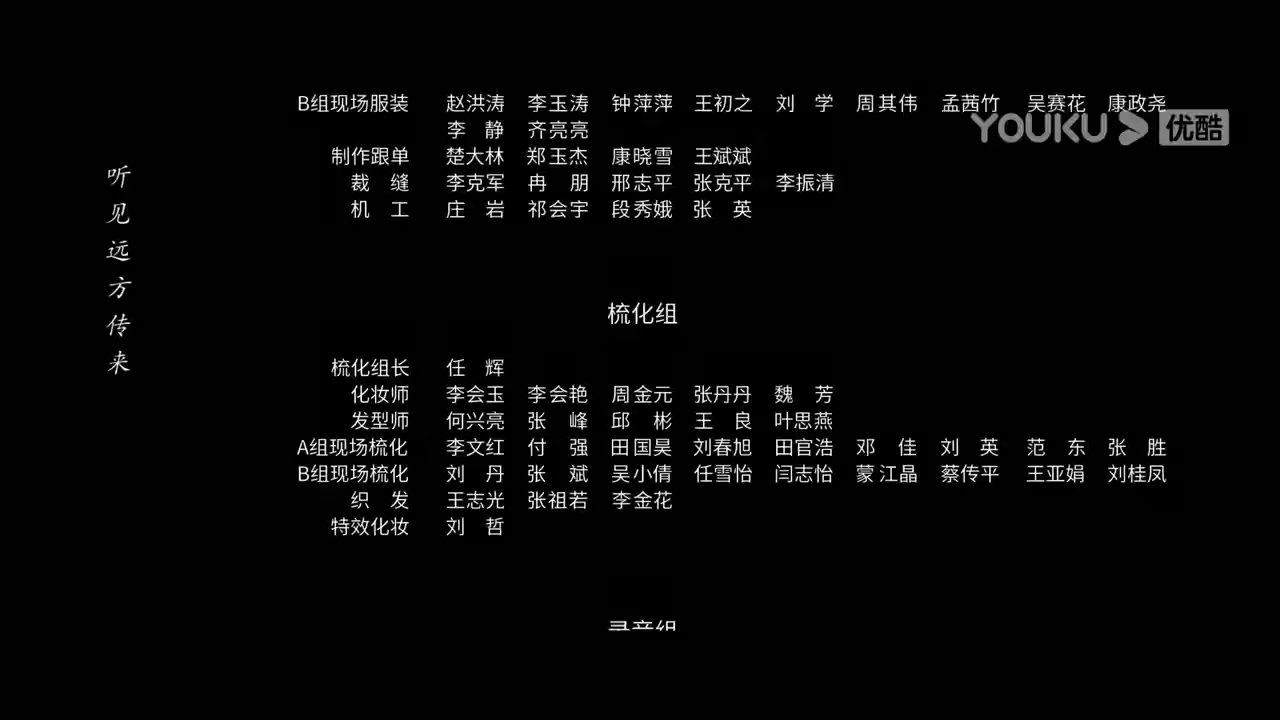 B组现场服装 赵洪涛 李玉涛 钟萍萍 王初之 刘 学 周其伟 孟茜竹 吴赛花 康政尧
李 静 齐亮亮
制作跟单 楚大林 郑玉杰 康晓雪 王斌斌
裁 缝 李克军 冉 朋 邢志平 张克平 李振清
机 工 庄 岩 祁会宇 段秀娥 张 英
YOUKU 优酷
听见远方传来
梳化组
梳化组长 任 辉
化妆师 李会玉 李会艳 周金元 张丹丹 魏 芳
发型师 何兴亮 张 峰 邱 彬 王 良 叶思燕
A组现场梳化 李文红 付 强 田国昊 刘春旭 田官浩 邓 佳 刘 英 范 东 张 胜
B组现场梳化 刘 丹 张 斌 吴小倩 任雪怡 闫志怡 蒙江晶 蔡传平 王亚娟 刘桂凤
织 发 王志光 张祖若 李金花
特效化妆 刘 哲
录音组